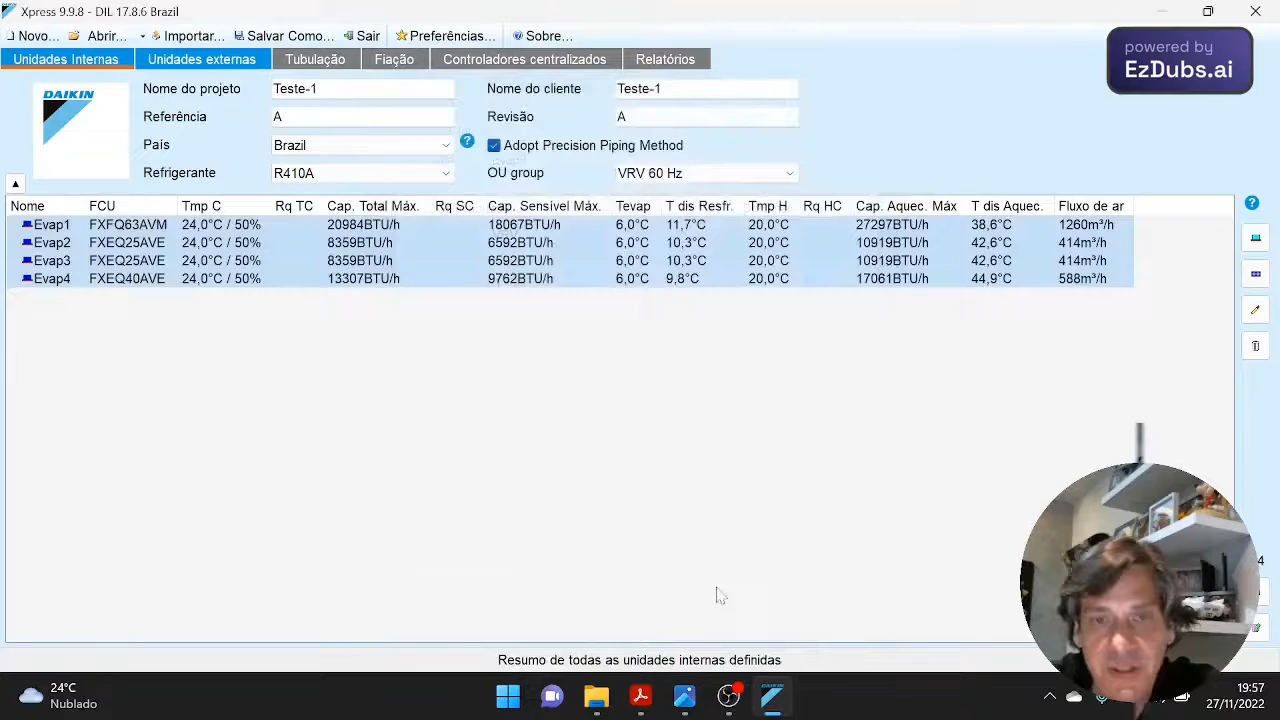 Xpress 9.9.8 - DIL 17.8.6 Brazil
Novo... Abrir... Importar... Salvar Como... Sair Preferências... Sobre...
powered by
EzDubs.ai
Unidades Internas Unidades externas Tubulação Fiação Controladores centralizados Relatórios
DAIKIN
Nome do projeto Teste-1 Nome do cliente Teste-1
Referência A Revisão A
País Brazil Adopt Precision Piping Method
Refrigerante R410A OU group VRV 60 Hz
Nome FCU Tmp C Rq TC Cap. Total Máx. Rq SC Cap. Sensível Máx. Tevap T dis Resfr. Tmp H Rq HC Cap. Aquec. Máx T dis Aquec. Fluxo de ar
Evap1 FXFQ63AVM 24,0°C / 50% 20984BTU/h 18067BTU/h 6,0°C 11,7°C 20,0°C 27297BTU/h 38,6°C 1260m³/h
Evap2 FXEQ25AVE 24,0°C / 50% 8359BTU/h 6592BTU/h 6,0°C 10,3°C 20,0°C 10919BTU/h 42,6°C 414m³/h
Evap3 FXEQ25AVE 24,0°C / 50% 8359BTU/h 6592BTU/h 6,0°C 10,3°C 20,0°C 10919BTU/h 42,6°C 414m³/h
Evap4 FXEQ40AVE 24,0°C / 50% 13307BTU/h 9762BTU/h 6,0°C 9,8°C 20,0°C 17061BTU/h 44,9°C 588m³/h
4
Resumo de todas as unidades internas definidas
24°C
Nublado
DAIKIN
19:57
27/11/2022